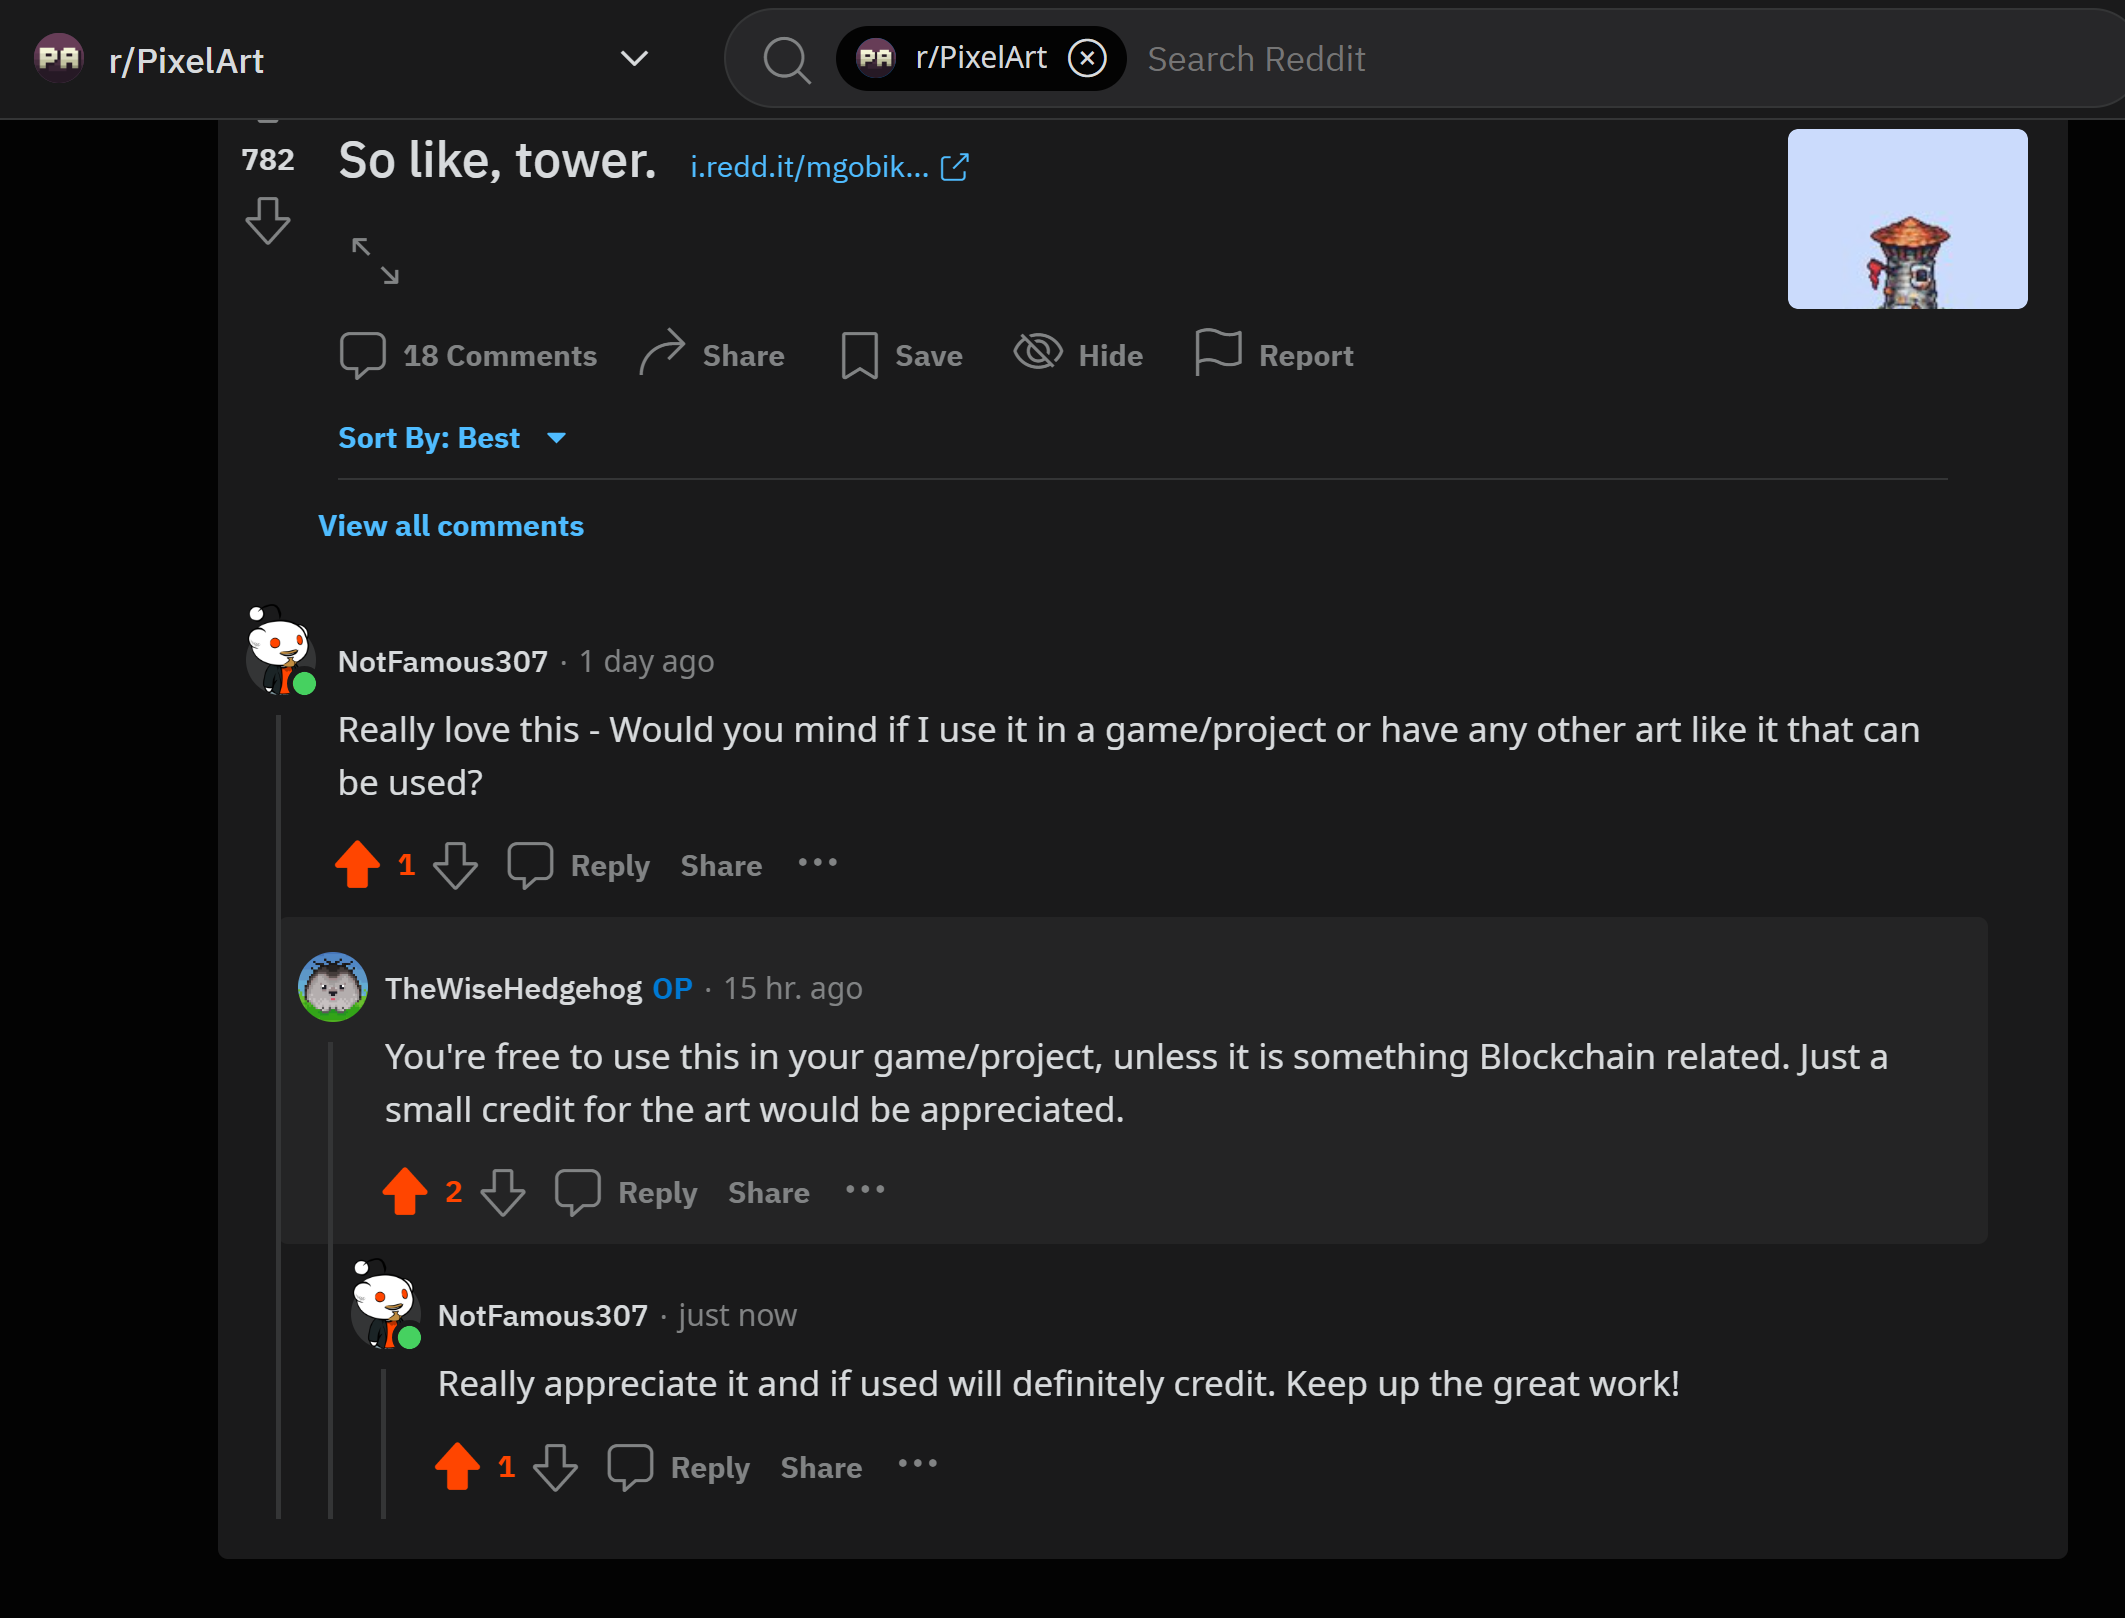 PA r/PixelArt
PA r/PixelArt Search Reddit
782
So like, tower. i.redd.it/mgobik...
18 Comments Share Save Hide Report
Sort By: Best
View all comments
NotFamous307 · 1 day ago
Really love this - Would you mind if I use it in a game/project or have any other art like it that can
be used?
1 Reply Share ...
TheWiseHedgehog OP · 15 hr. ago
You're free to use this in your game/project, unless it is something Blockchain related. Just a
small credit for the art would be appreciated.
2 Reply Share ...
NotFamous307 · just now
Really appreciate it and if used will definitely credit. Keep up the great work!
1 Reply Share ...